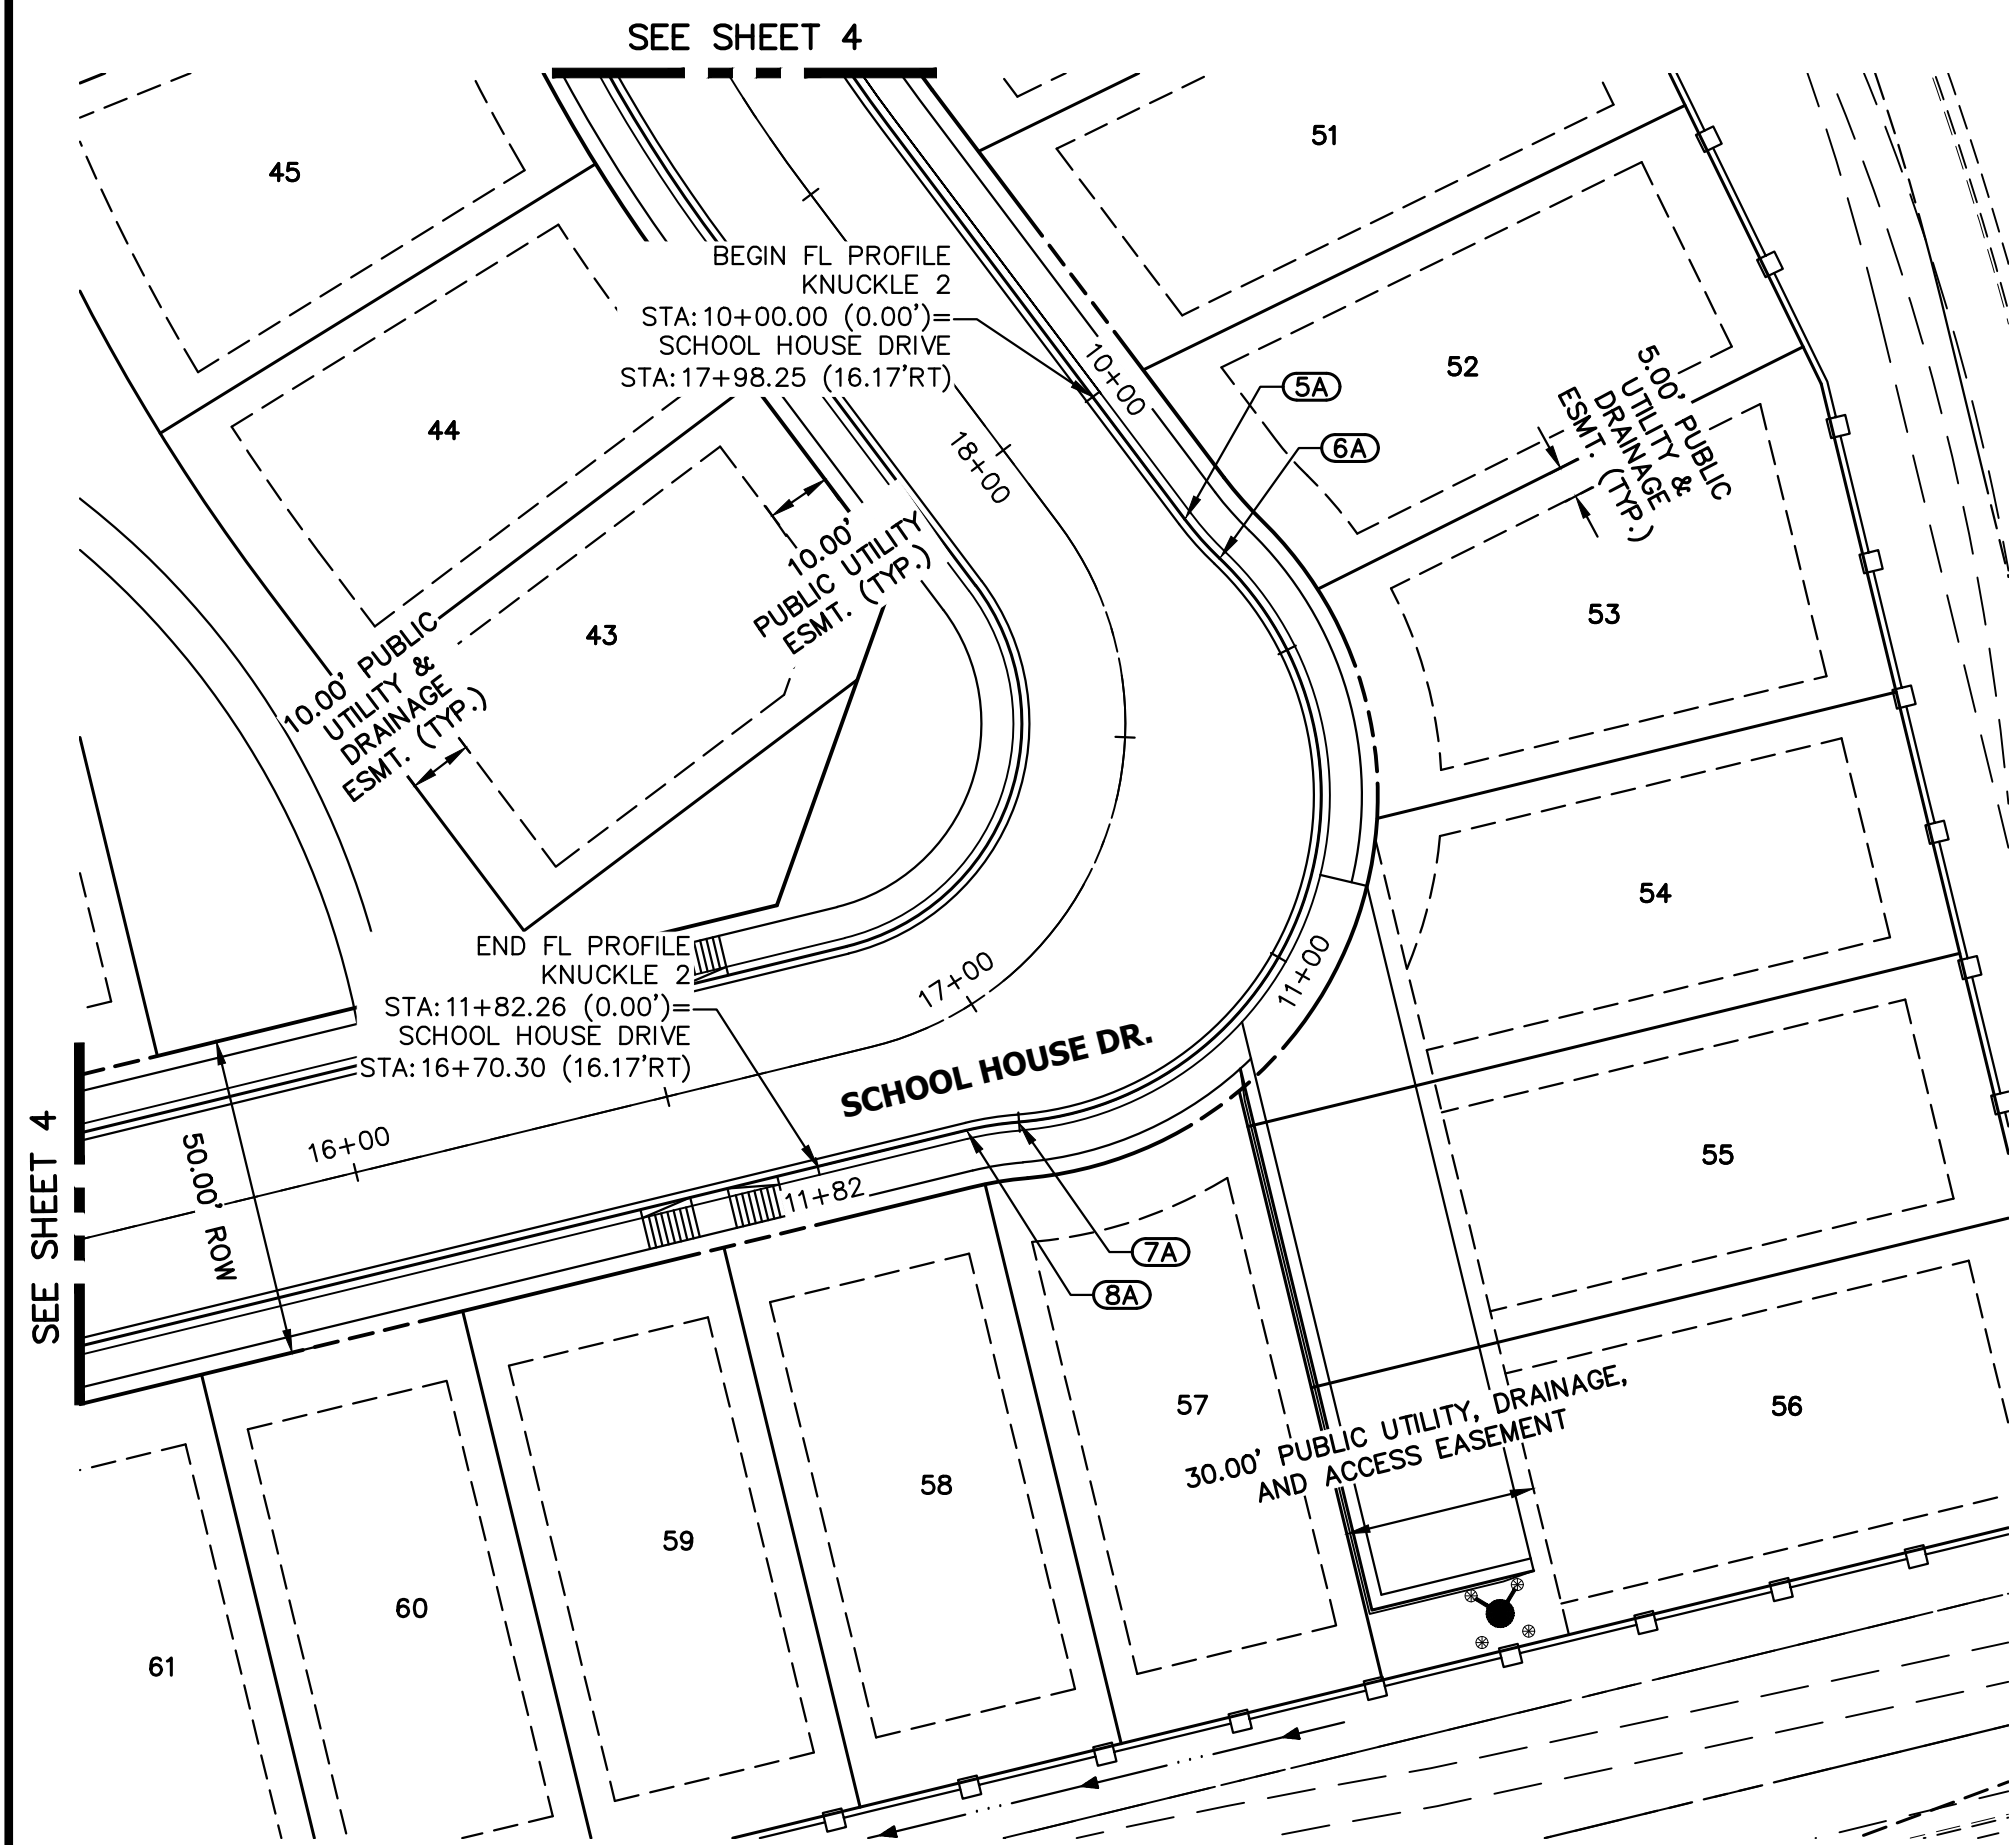 SEE SHEET 4
51
45
BEGIN FL PROFILE
KNUCKLE 2
STA:10+00.00 (0.00')=
SCHOOL HOUSE DRIVE
STA:17+98.25 (16.17'RT)
10+00
52
5.00' PUBLIC
UTILITY &
DRAINAGE
ESMT. (TYP.)
5A
44
6A
18+00
10.00'
PUBLIC UTILITY
ESMT. (TYP.)
53
43
10.00' PUBLIC
UTILITY &
DRAINAGE
ESMT. (TYP.)
54
END FL PROFILE
KNUCKLE 2
STA:11+82.26 (0.00')=
SCHOOL HOUSE DRIVE
STA:16+70.30 (16.17'RT)
17+00
11+00
SCHOOL HOUSE DR.
SEE SHEET 4
50.00' ROW
16+00
11+82
55
7A
8A
57
56
30.00' PUBLIC UTILITY, DRAINAGE,
AND ACCESS EASEMENT
58
59
60
61